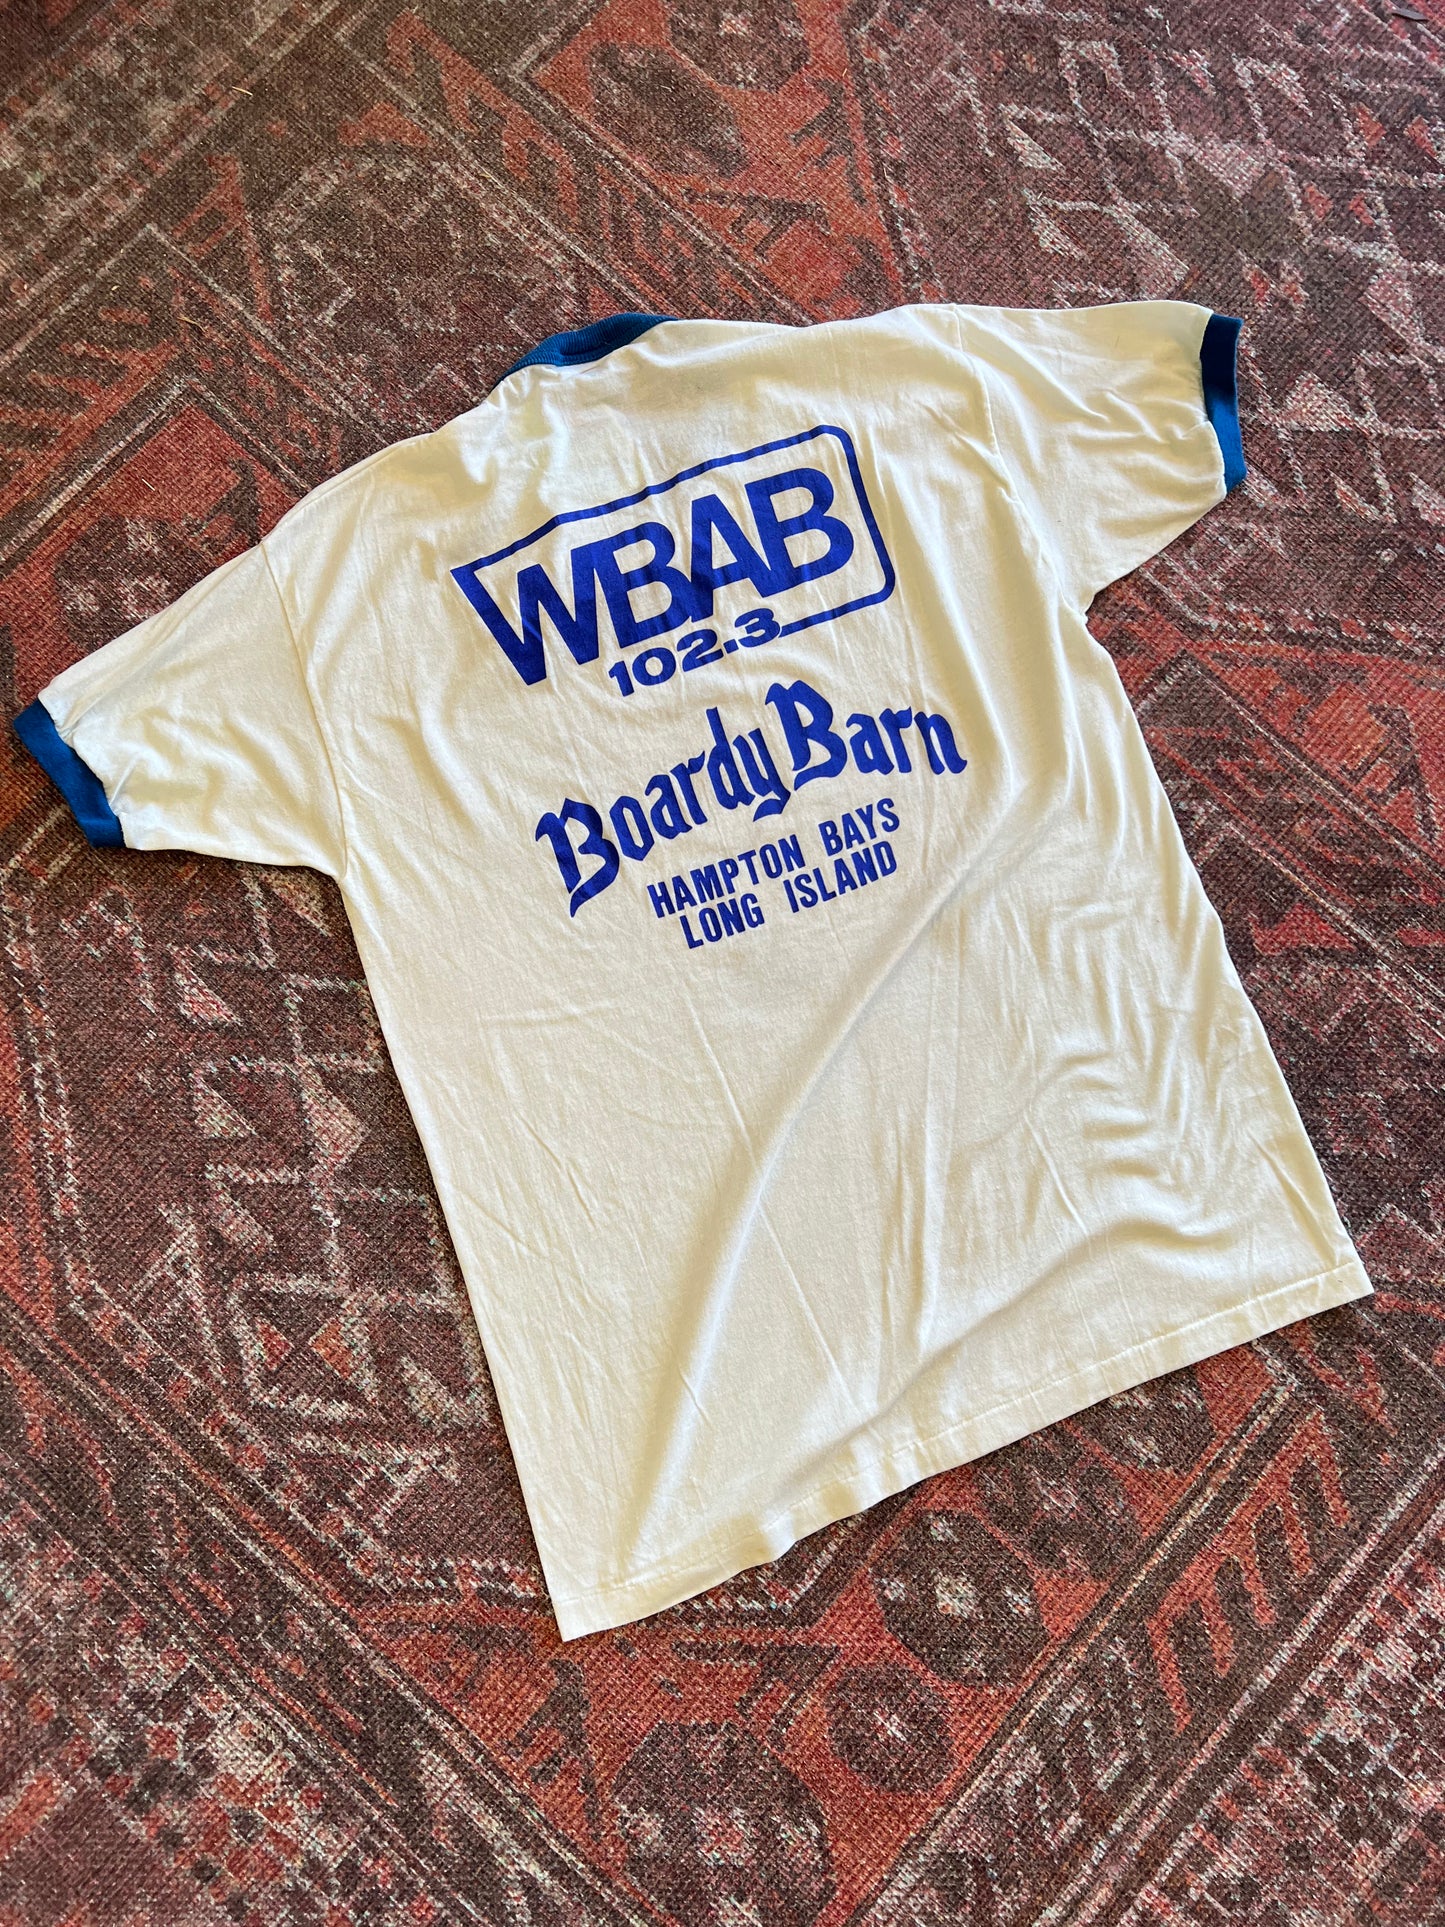 WBAB
102.3
Boardy Barn
HAMPTON BAYS
LONG ISLAND